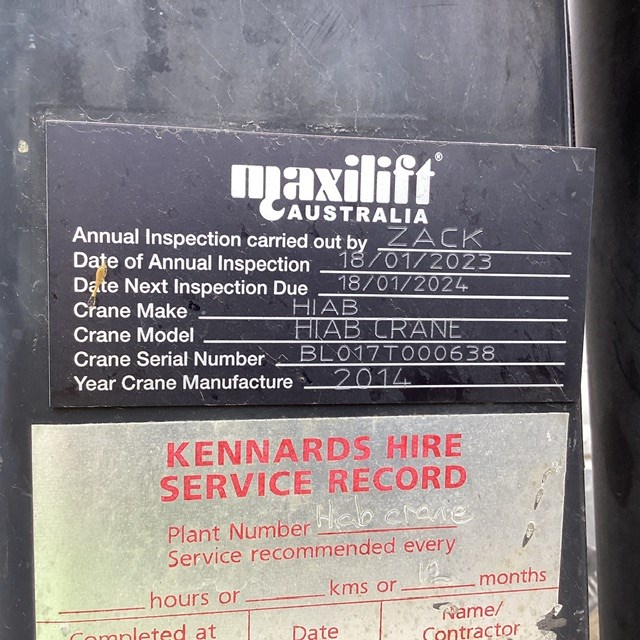 maxilift®
AUSTRALIA
Annual Inspection carried out by ZACK
Date of Annual Inspection 18/01/2023
Date Next Inspection Due 18/01/2024
Crane Make HIAB
Crane Model HIAB CRANE
Crane Serial Number BL017T000638
Year Crane Manufacture 2014
KENNARDS HIRE
SERVICE RECORD
Plant Number Hiab crane
Service recommended every
hours or kms or 12 months
Completed at Date Name/
Contractor